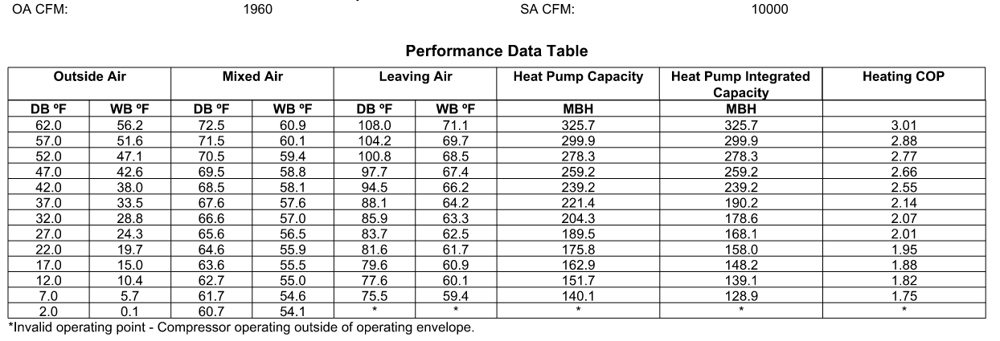 OA CFM: 1960 SA CFM: 10000
Performance Data Table
Outside Air Mixed Air Leaving Air Heat Pump Capacity Heat Pump Integrated Heating COP
Capacity
DB ºF WB ºF DB ºF WB ºF DB ºF WB ºF MBH MBH
62.0 56.2 72.5 60.9 108.0 71.1 325.7 325.7 3.01
57.0 51.6 71.5 60.1 104.2 69.7 299.9 299.9 2.88
52.0 47.1 70.5 59.4 100.8 68.5 278.3 278.3 2.77
47.0 42.6 69.5 58.8 97.7 67.4 259.2 259.2 2.66
42.0 38.0 68.5 58.1 94.5 66.2 239.2 239.2 2.55
37.0 33.5 67.6 57.6 88.1 64.2 221.4 190.2 2.14
32.0 28.8 66.6 57.0 85.9 63.3 204.3 178.6 2.07
27.0 24.3 65.6 56.5 83.7 62.5 189.5 168.1 2.01
22.0 19.7 64.6 55.9 81.6 61.7 175.8 158.0 1.95
17.0 15.0 63.6 55.5 79.6 60.9 162.9 148.2 1.88
12.0 10.4 62.7 55.0 77.6 60.1 151.7 139.1 1.82
7.0 5.7 61.7 54.6 75.5 59.4 140.1 128.9 1.75
2.0 0.1 60.7 54.1 * * * * *
*Invalid operating point - Compressor operating outside of operating envelope.